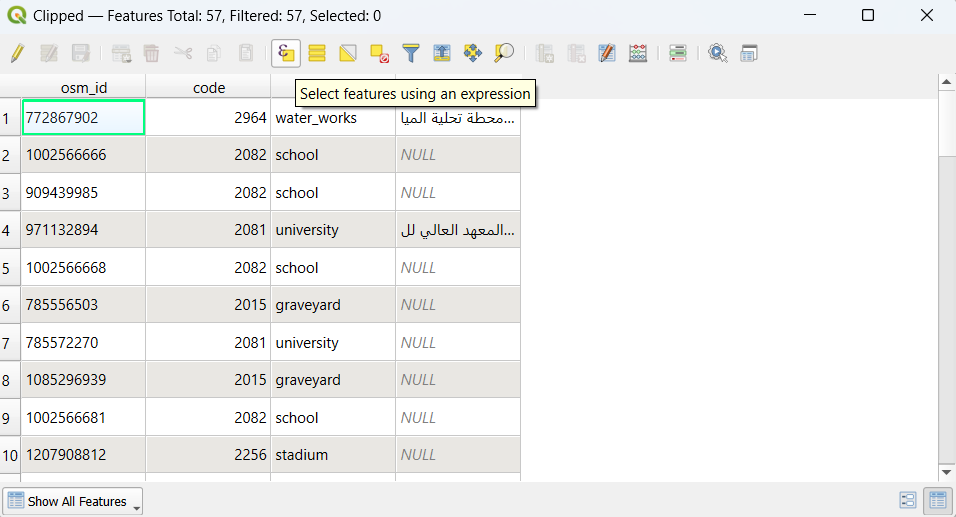 Clipped — Features Total: 57, Filtered: 57, Selected: 0
osm_id code
Select features using an expression
1 772867902 2964 water_works محطة تحلية الميا...
2 1002566666 2082 school NULL
3 909439985 2082 school NULL
4 971132894 2081 university المعهد العالي لل...
5 1002566668 2082 school NULL
6 785556503 2015 graveyard NULL
7 785572270 2081 university NULL
8 1085296939 2015 graveyard NULL
9 1002566681 2082 school NULL
10 1207908812 2256 stadium NULL
Show All Features